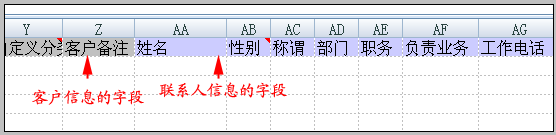 Y Z AA AB AC AD AE AF AG
自定义分类 客户备注 姓名 性别 称谓 部门 职务 负责业务 工作电话
客户信息的字段 联系人信息的字段